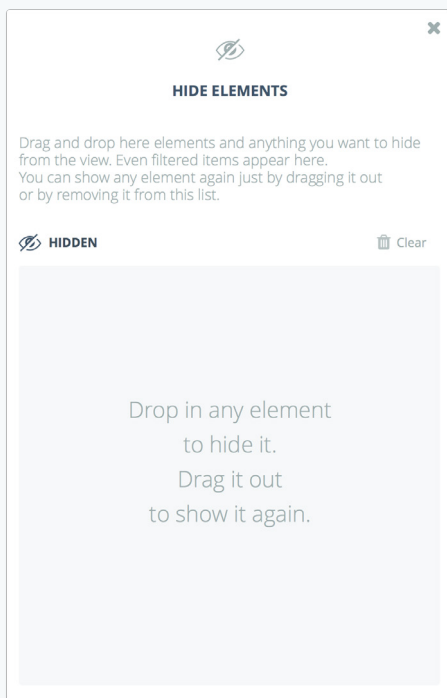 HIDE ELEMENTS
Drag and drop here elements and anything you want to hide
from the view. Even filtered items appear here.
You can show any element again just by dragging it out
or by removing it from this list.
HIDDEN
Clear
Drop in any element
to hide it.
Drag it out
to show it again.